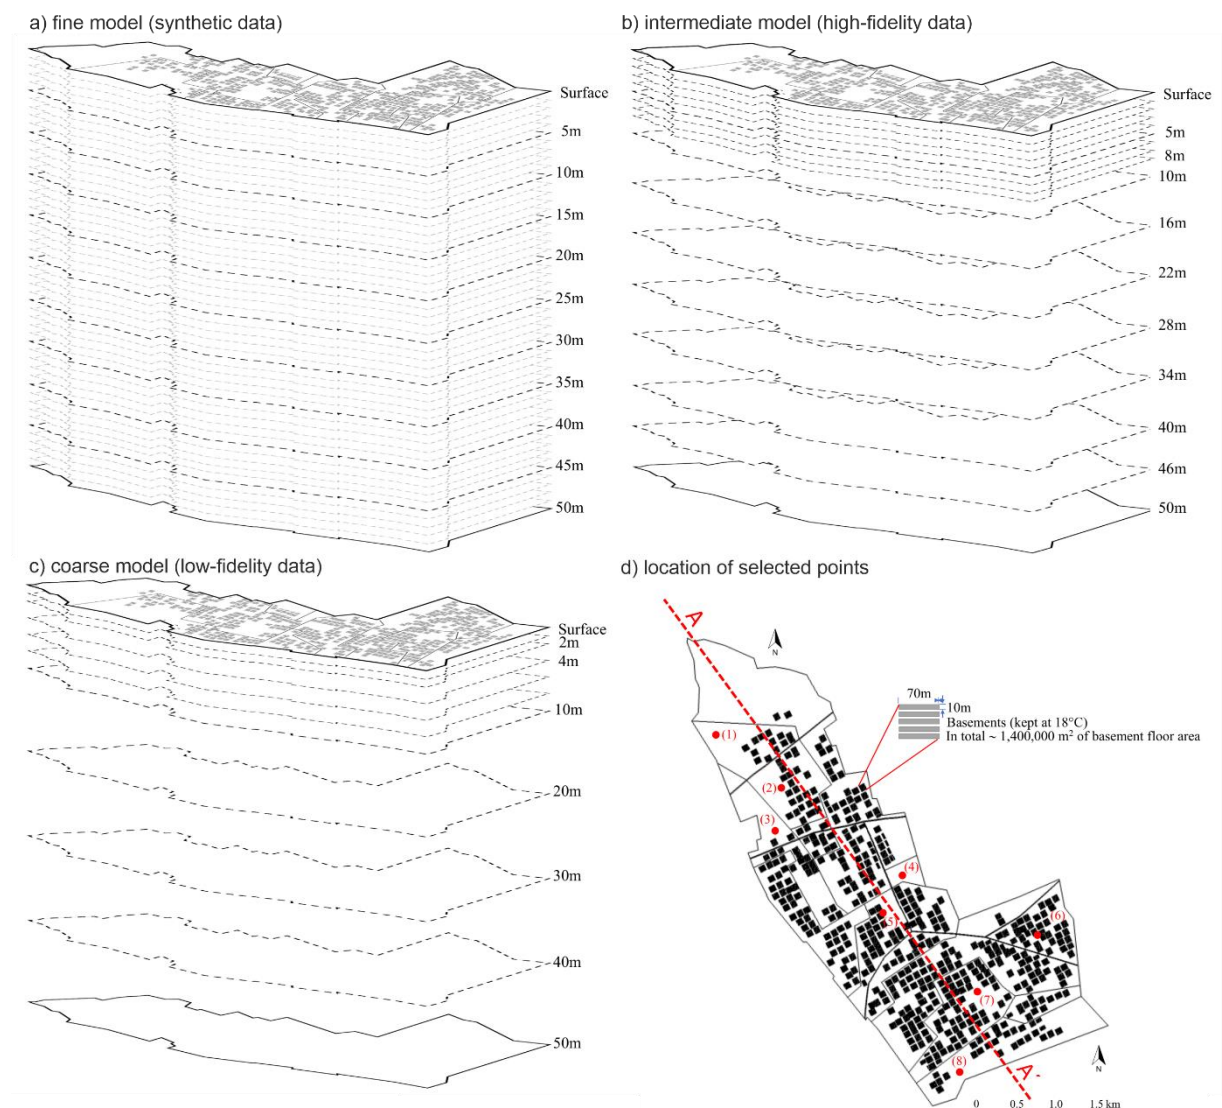 a) fine model (synthetic data)
Surface
5m
10m
15m
20m
25m
30m
35m
40m
45m
50m
b) intermediate model (high-fidelity data)
Surface
5m
8m
10m
16m
22m
28m
34m
40m
46m
50m
c) coarse model (low-fidelity data)
Surface
2m
4m
10m
20m
30m
40m
50m
d) location of selected points
A
N
70m
10m
Basements (kept at 18°C)
In total ~ 1,400,000 m² of basement floor area
(1)
(2)
(3)
(4)
(5)
(6)
(7)
(8)
A'
N
0 0.5 1.0 1.5 km